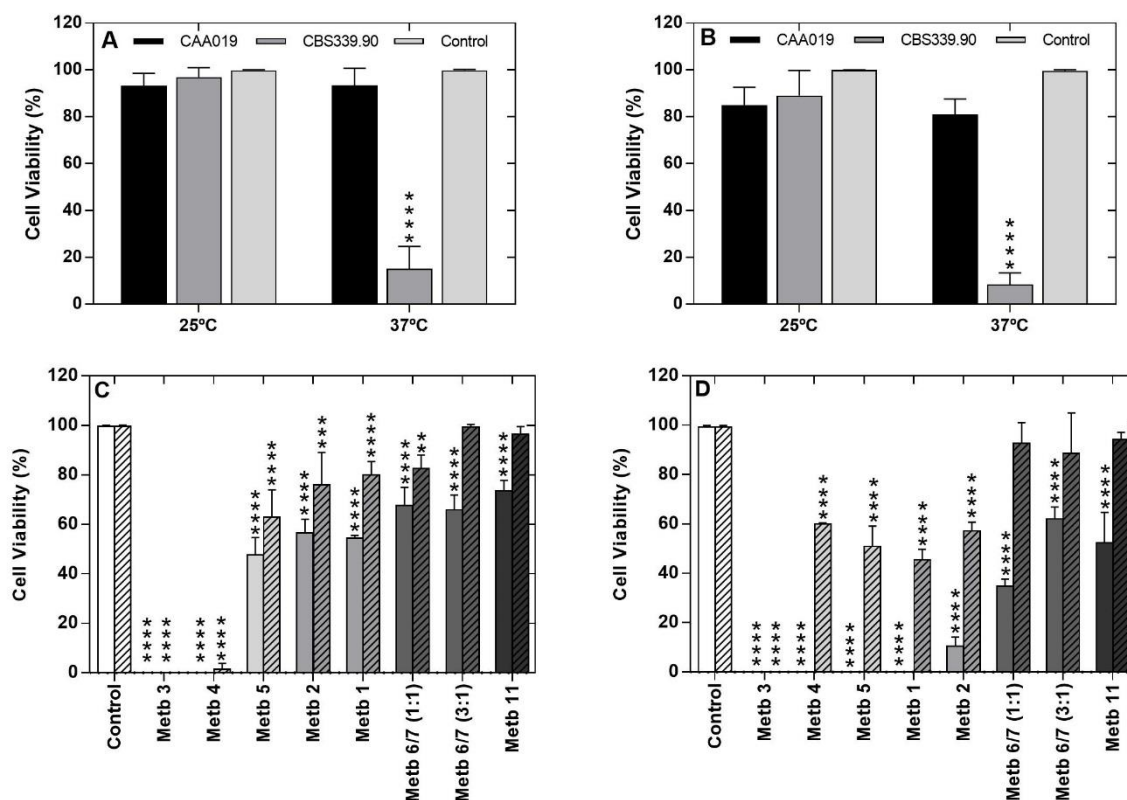 A
CAA019 CBS339.90 Control
Cell Viability (%)
120
100
80
60
40
20
0
****
25ºC 37ºC
B
CAA019 CBS339.90 Control
Cell Viability (%)
120
100
80
60
40
20
0
****
25ºC 37ºC
C
Cell Viability (%)
120
100
80
60
40
20
0
**** **** **** **** **** **** **** *** **** **** **** ** **** ****
Control
Metb 3
Metb 4
Metb 5
Metb 2
Metb 1
Metb 6/7 (1:1)
Metb 6/7 (3:1)
Metb 11
D
Cell Viability (%)
120
100
80
60
40
20
0
**** **** **** **** **** **** **** **** **** **** **** **** ****
Control
Metb 3
Metb 4
Metb 5
Metb 1
Metb 2
Metb 6/7 (1:1)
Metb 6/7 (3:1)
Metb 11